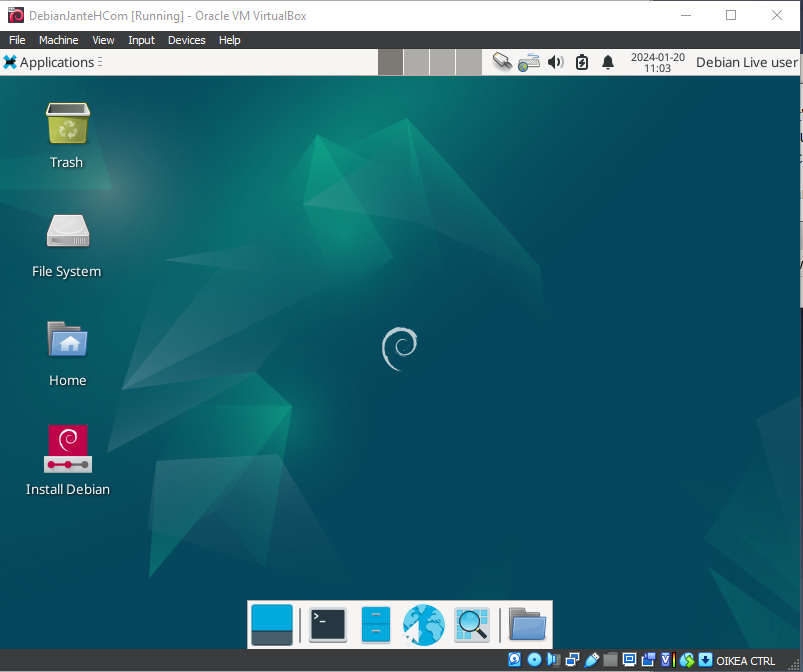 DebianJanteHCom [Running] - Oracle VM VirtualBox
File Machine View Input Devices Help
Applications
2024-01-20
11:03
Debian Live user
Trash
File System
Home
Install Debian
>_
OIKEA CTRL